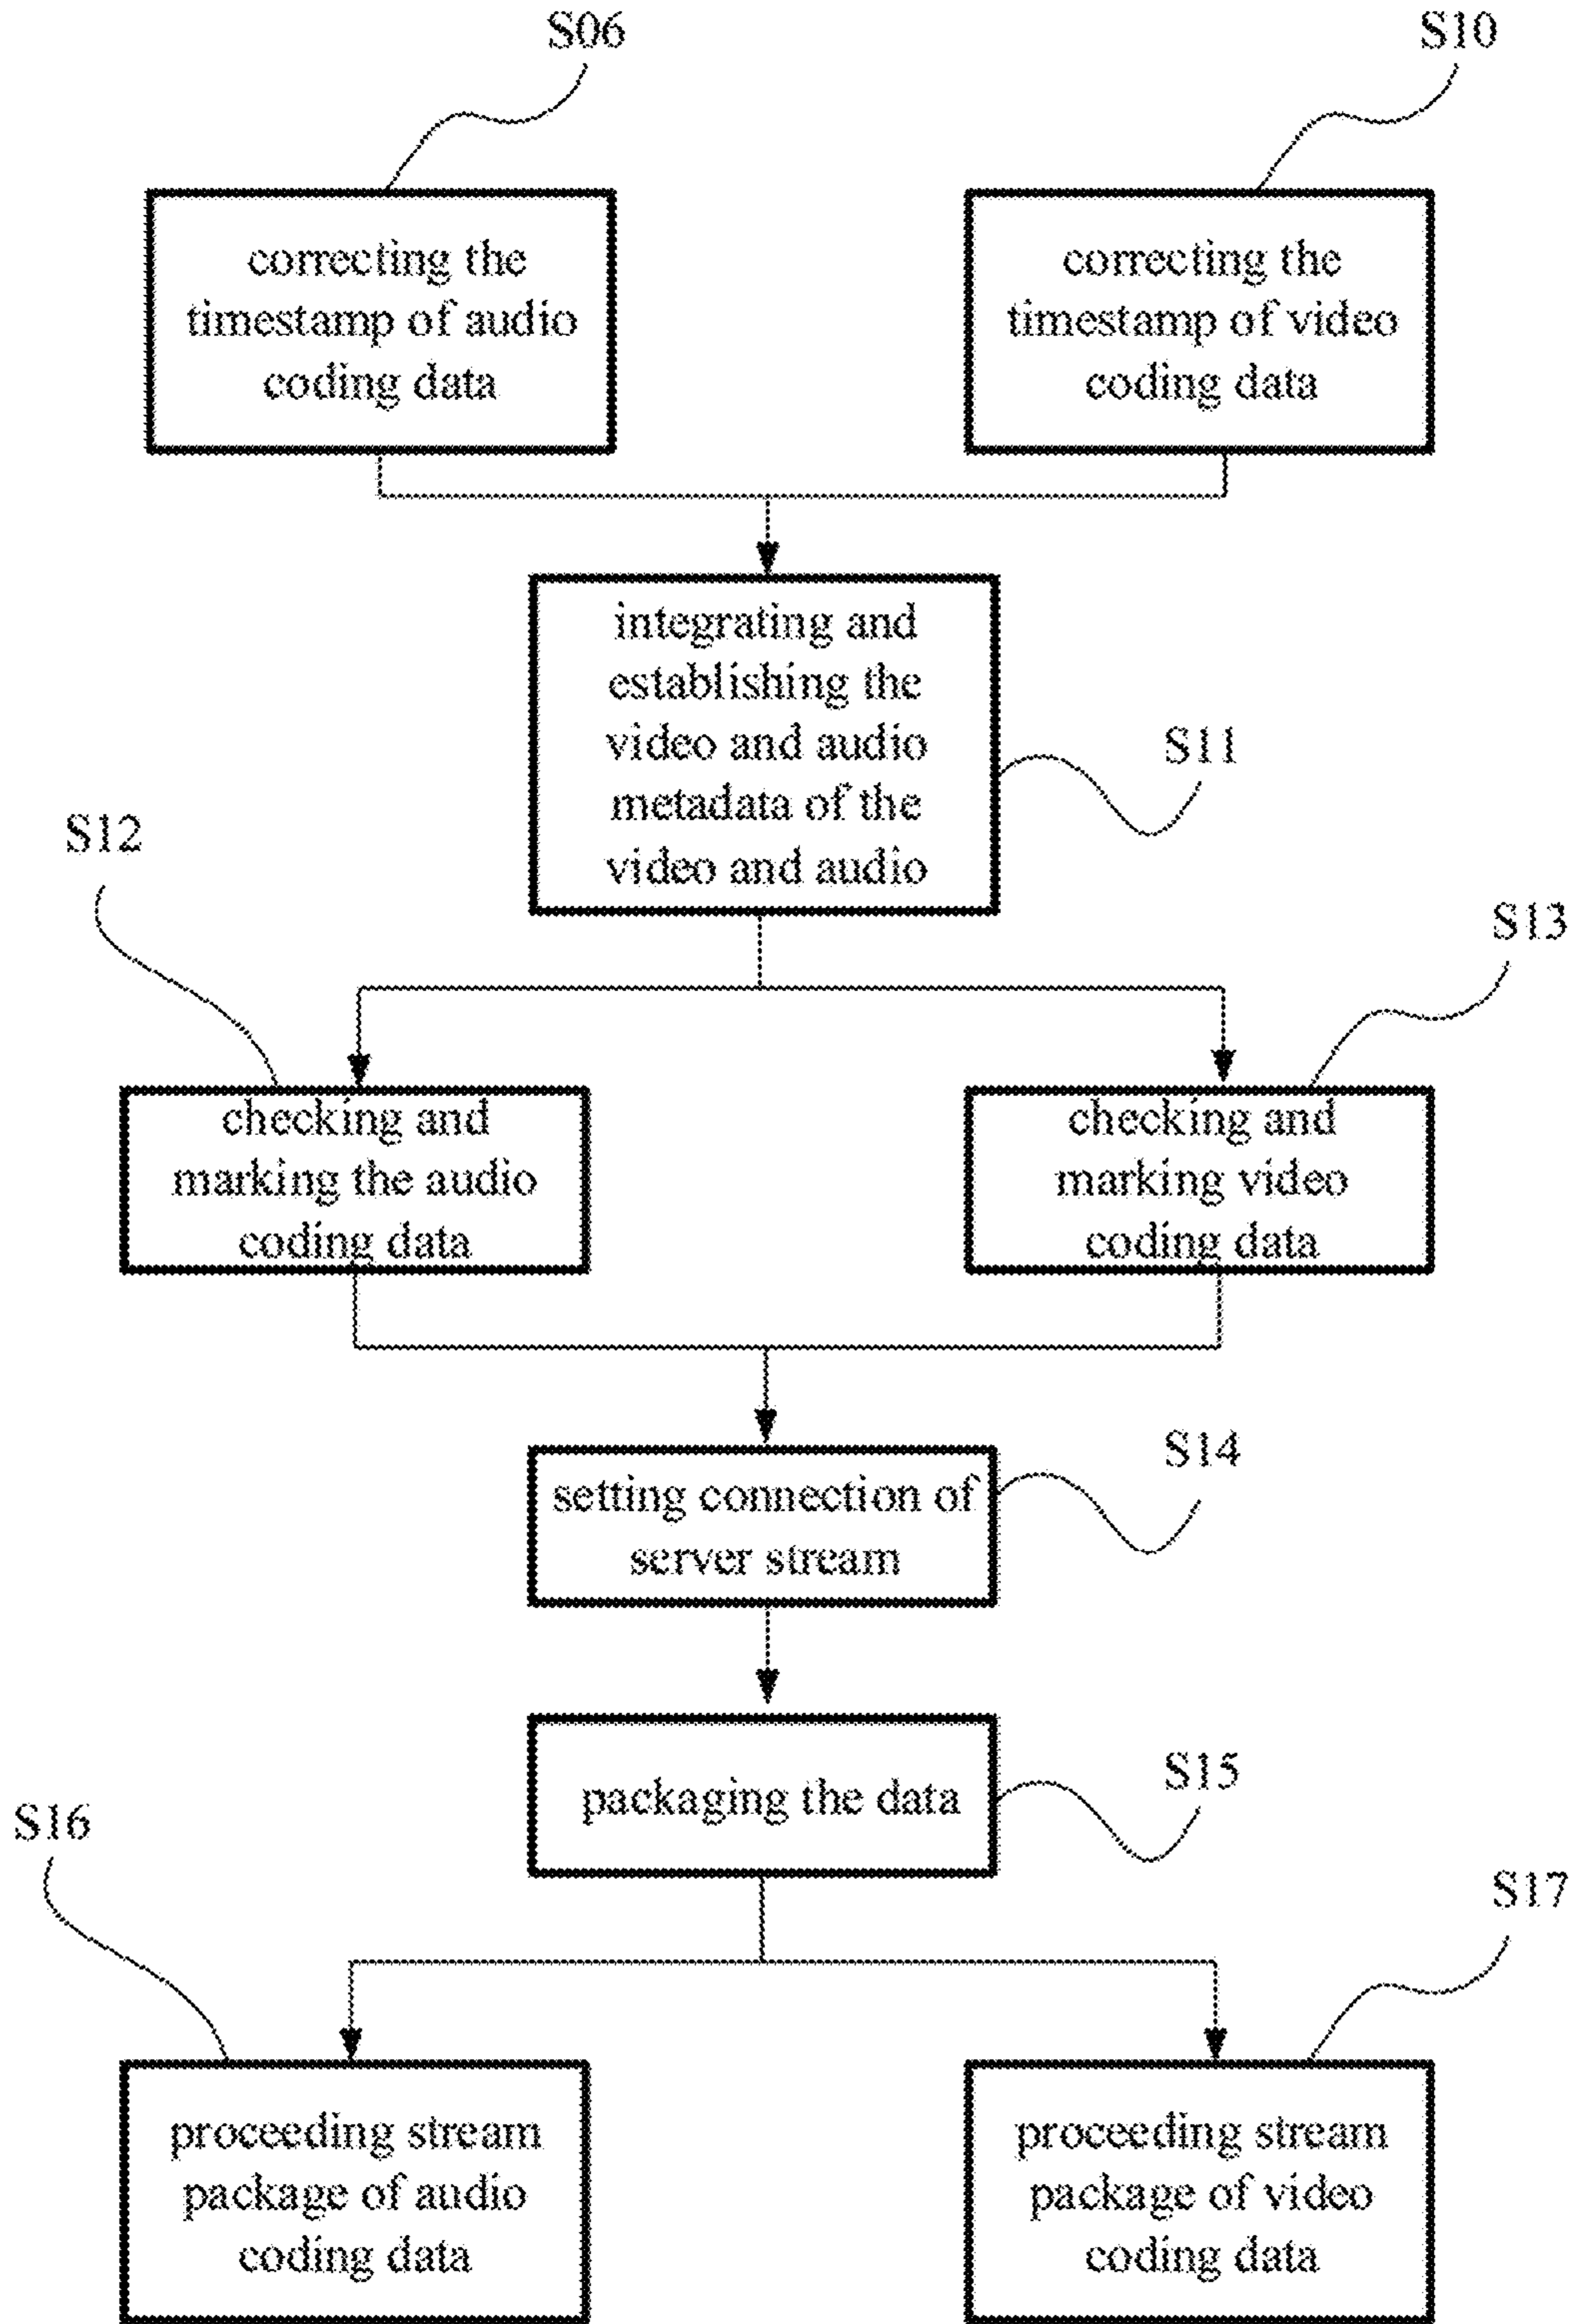 S06
S10
correcting the
timestamp of audio
coding data
correcting the
timestamp of video
coding data
integrating and
establishing the
video and audio
metadata of the
video and audio
S11
S12
S13
checking and
marking the audio
coding data
checking and
marking video
coding data
setting connection of
server stream
S14
packaging the data
S15
S16
S17
proceeding stream
package of audio
coding data
proceeding stream
package of video
coding data